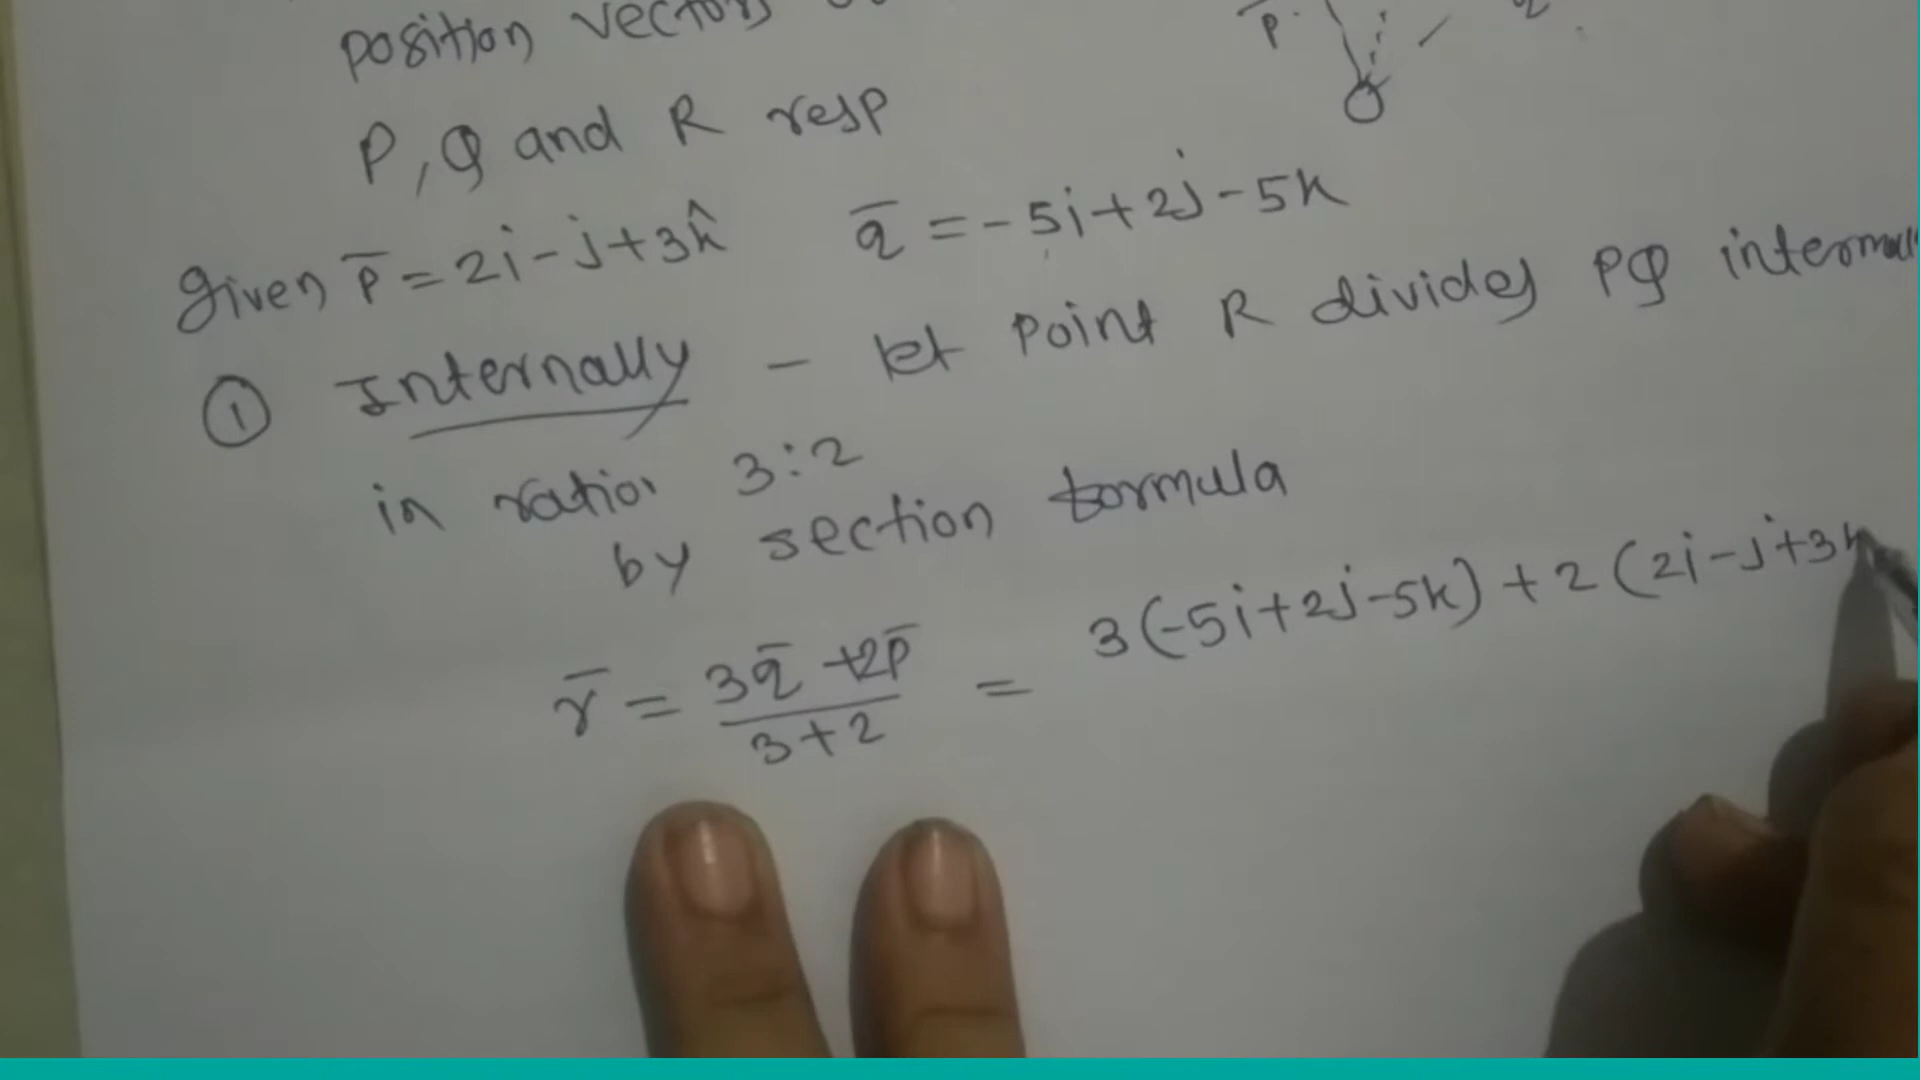 position vectors
p̄ q
P, Q and R resp
Given p̄ = 2i - j + 3k̂ q̄ = -5i + 2j - 5k
① Internally - let point R divides PQ
in ratio 3:2
by section formula
r̄ = 3q̄ + 2p̄ / 3+2 = 3(-5i + 2j - 5k) + 2(2i - j + 3k